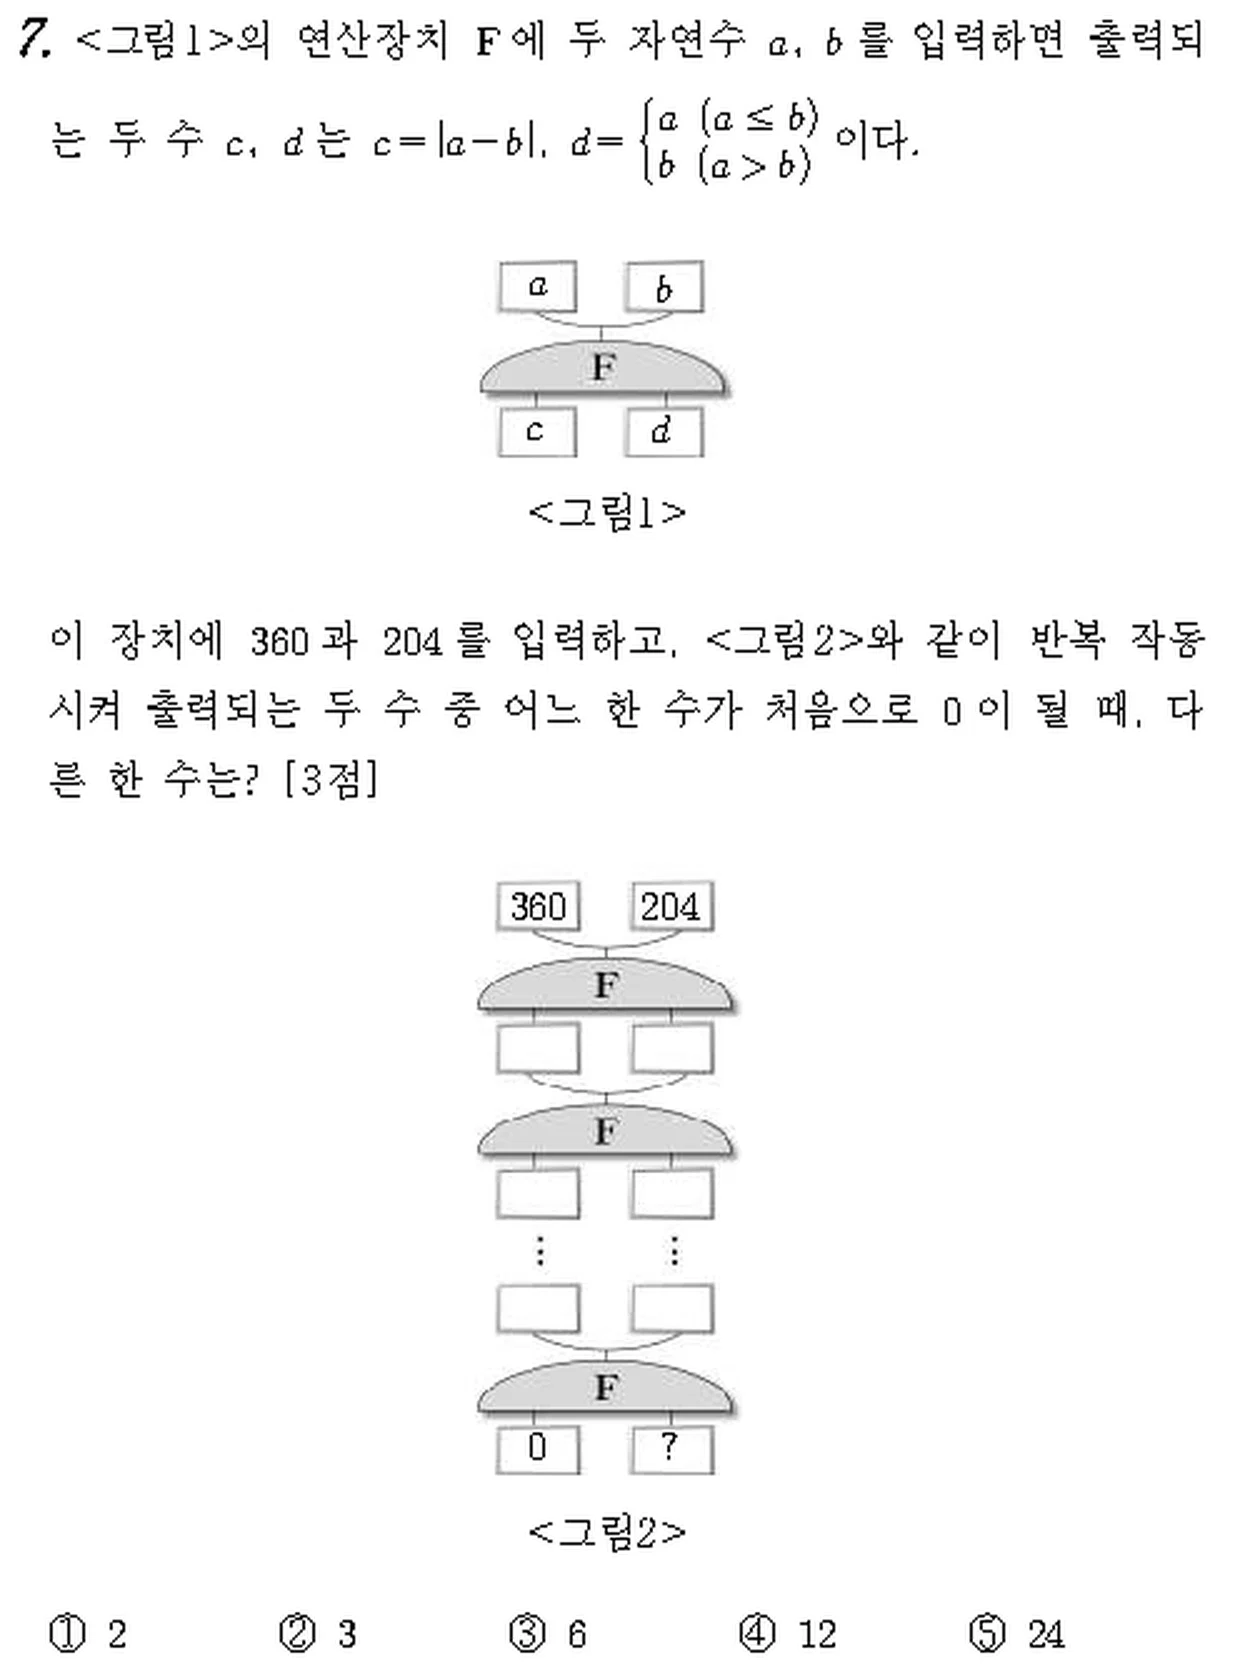 7. <그림1>의 연산장치 F에 두 자연수 a, b를 입력하면 출력되
는 두 수 c, d는 c=|a-b|, d={a (a≤b)
b (a>b) 이다.
a b
F
c d
<그림1>
이 장치에 360과 204를 입력하고, <그림2>와 같이 반복 작동
시켜 출력되는 두 수 중 어느 한 수가 처음으로 0이 될 때, 다
른 한 수는? [3점]
360 204
F
F
⋮ ⋮
F
0 ?
<그림2>
① 2 ② 3 ③ 6 ④ 12 ⑤ 24